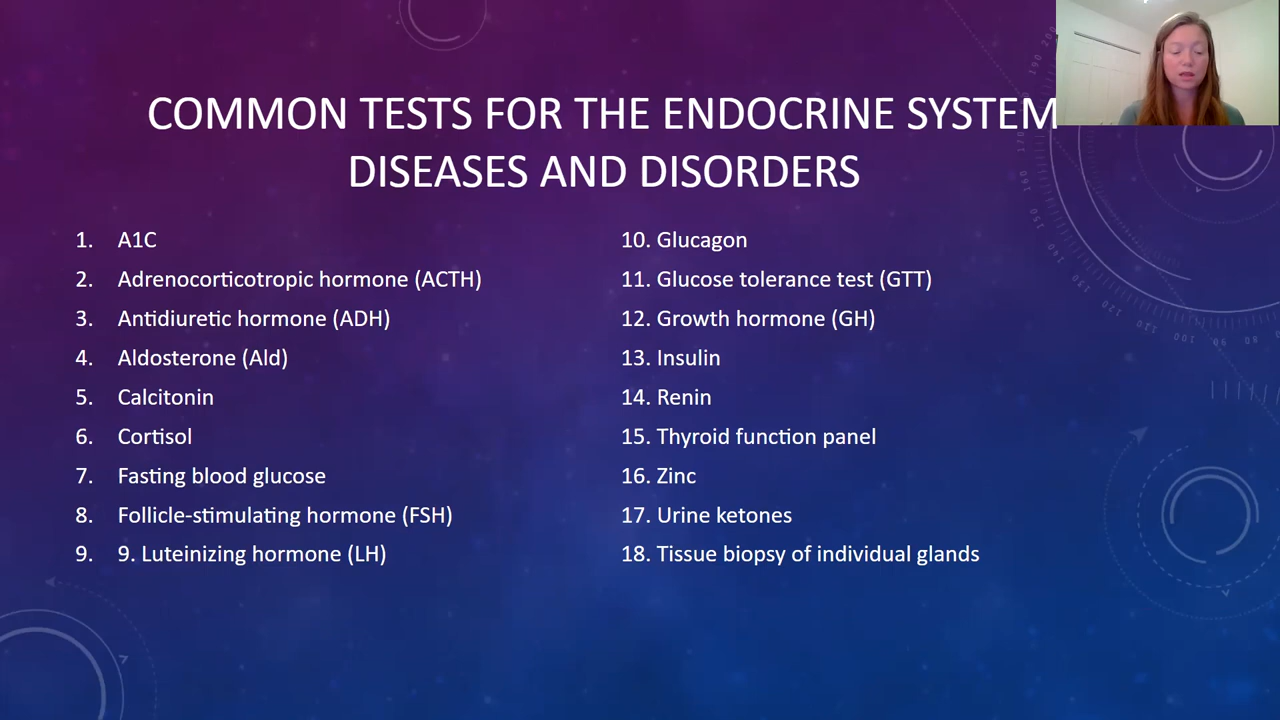 COMMON TESTS FOR THE ENDOCRINE SYSTEM
DISEASES AND DISORDERS
1. A1C
2. Adrenocorticotropic hormone (ACTH)
3. Antidiuretic hormone (ADH)
4. Aldosterone (Ald)
5. Calcitonin
6. Cortisol
7. Fasting blood glucose
8. Follicle-stimulating hormone (FSH)
9. 9. Luteinizing hormone (LH)
10. Glucagon
11. Glucose tolerance test (GTT)
12. Growth hormone (GH)
13. Insulin
14. Renin
15. Thyroid function panel
16. Zinc
17. Urine ketones
18. Tissue biopsy of individual glands